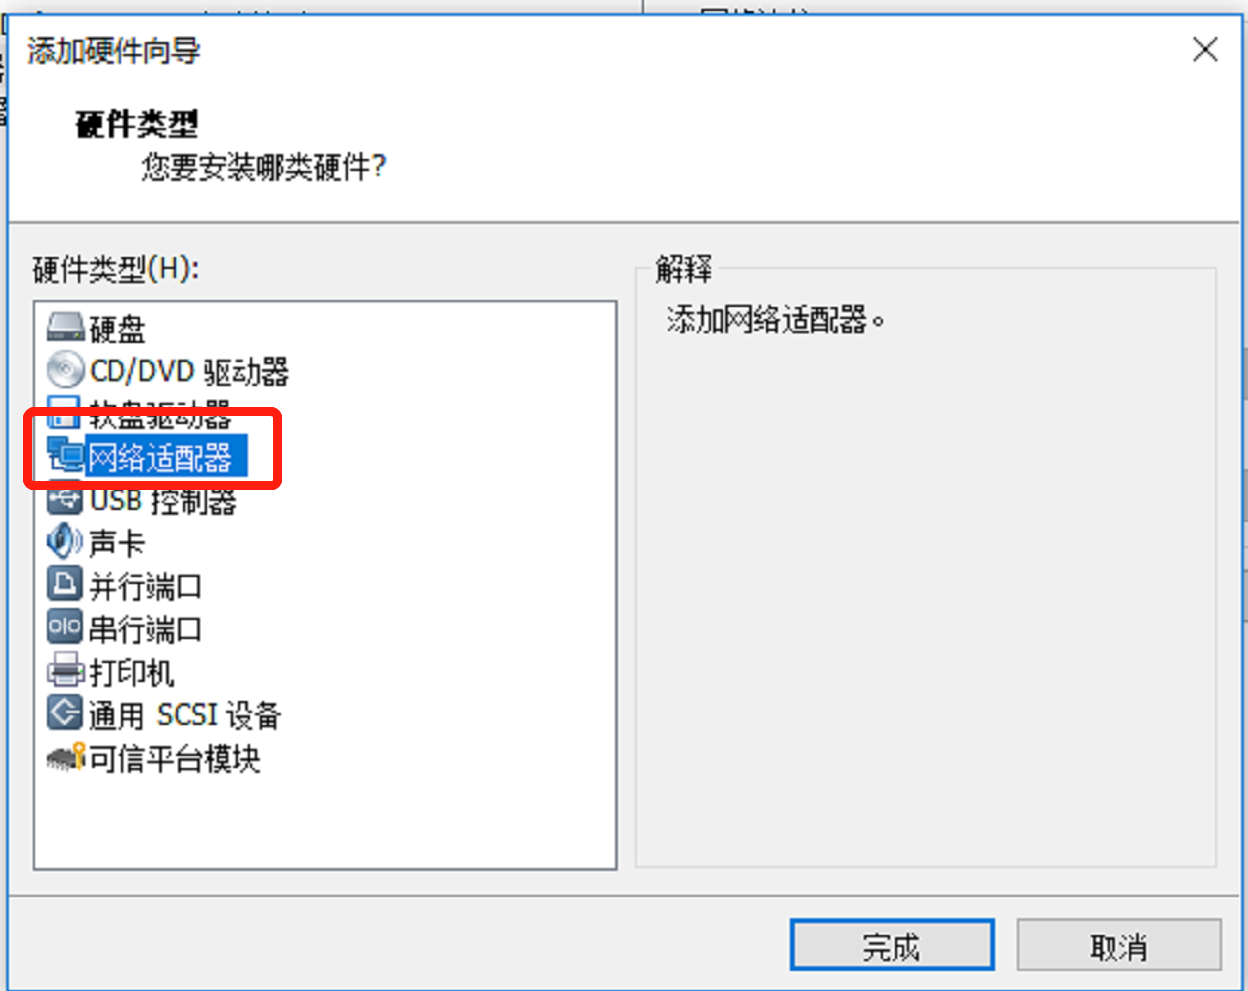 添加硬件向导
硬件类型
您要安装哪类硬件?
硬件类型(H):
硬盘
CD/DVD 驱动器
软盘驱动器
网络适配器
USB 控制器
声卡
并行端口
串行端口
打印机
通用 SCSI 设备
可信平台模块
解释
添加网络适配器。
完成
取消